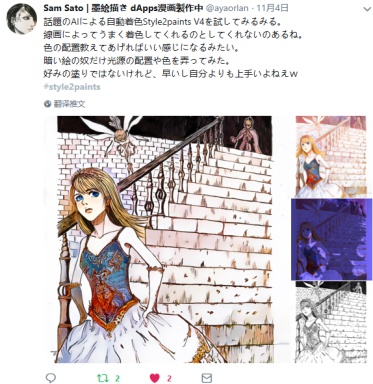 Sam Sato | 墨絵描き dApps漫画製作中 @ayaorlan · 11月4日
話題のAIによる自動着色Style2paints V4を試してみるみる。
線画によってうまく着色してくれるのとしてくれないのあるね。
色の配置教えてあげればいい感じになるみたい。
暗い絵の奴だけ光源の配置や色を弄ってみた。
好みの塗りではないけれど、早いし自分よりも上手いよねえw
#style2paints
翻译推文
2 2